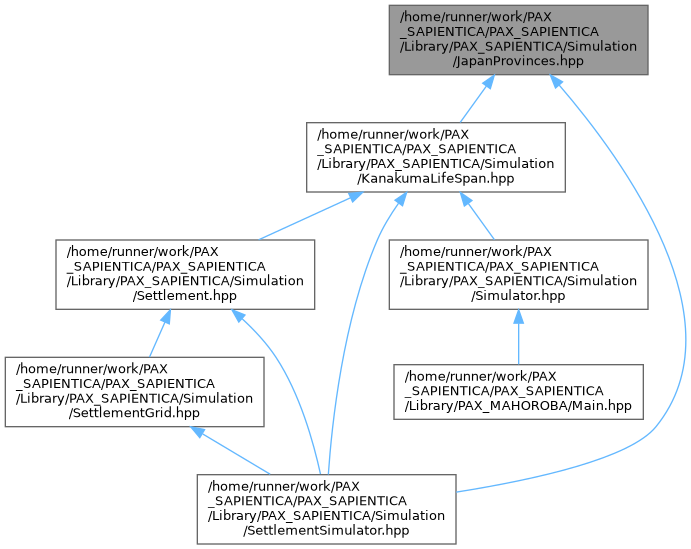 /home/runner/work/PAX
_SAPIENTICA/PAX_SAPIENTICA
/Library/PAX_SAPIENTICA/Simulation
/JapanProvinces.hpp
/home/runner/work/PAX
_SAPIENTICA/PAX_SAPIENTICA
/Library/PAX_SAPIENTICA/Simulation
/KanakumaLifeSpan.hpp
/home/runner/work/PAX
_SAPIENTICA/PAX_SAPIENTICA
/Library/PAX_SAPIENTICA/Simulation
/Settlement.hpp
/home/runner/work/PAX
_SAPIENTICA/PAX_SAPIENTICA
/Library/PAX_SAPIENTICA/Simulation
/Simulator.hpp
/home/runner/work/PAX
_SAPIENTICA/PAX_SAPIENTICA
/Library/PAX_SAPIENTICA/Simulation
/SettlementGrid.hpp
/home/runner/work/PAX
_SAPIENTICA/PAX_SAPIENTICA
/Library/PAX_MAHOROBA/Main.hpp
/home/runner/work/PAX
_SAPIENTICA/PAX_SAPIENTICA
/Library/PAX_SAPIENTICA/Simulation
/SettlementSimulator.hpp